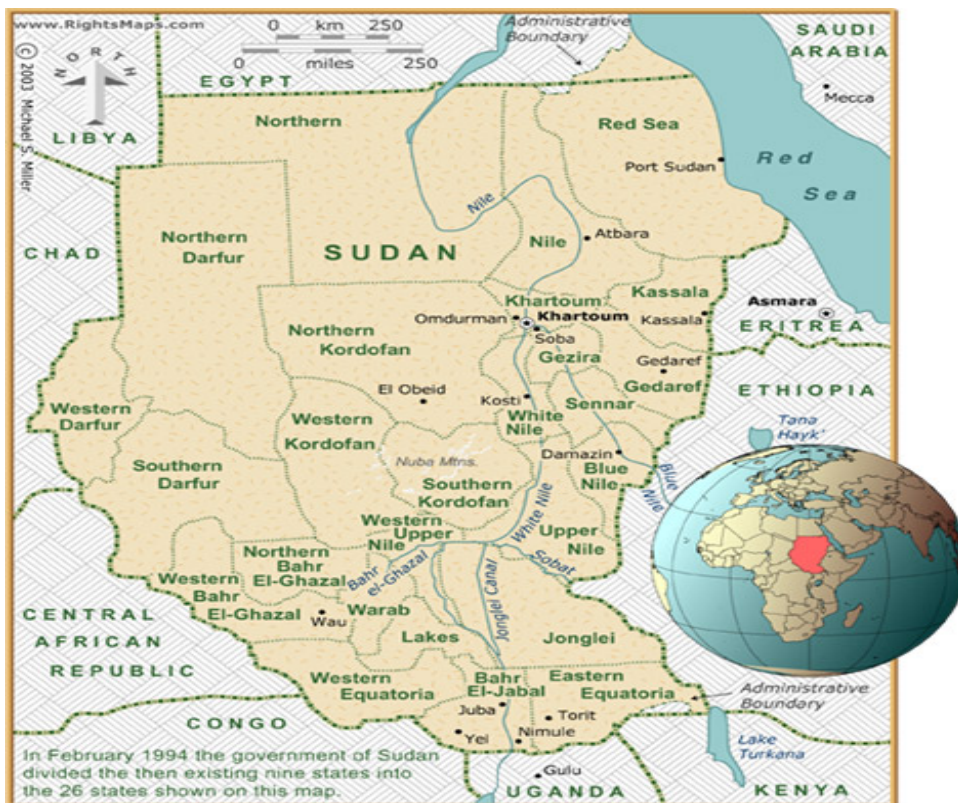 www.RightsMaps.com
© 2003 Michael S. Miller
NORTH
0 km 250
0 miles 250
Administrative
Boundary
SAUDI
ARABIA
Mecca
EGYPT
LIBYA
Northern
Red Sea
Port Sudan
Red
Sea
CHAD
Northern
Darfur
SUDAN
Nile
Nile
Atbara
Khartoum
Kassala
Asmara
Omdurman
Khartoum
Kassala
ERITREA
Soba
Northern
Kordofan
Gezira
Gedaref
Gedaref
ETHIOPIA
El Obeid
Kosti
Sennar
Western
Darfur
Western
Kordofan
White
Nile
Tana
Hayk'
Damazin
Nuba Mtns.
Southern
Darfur
Southern
Kordofan
Blue
Nile
Blue
Nile
White Nile
Western
Upper
Nile
Upper
Nile
Northern
Bahr
El-Ghazal
Bahr
el-Ghazal
Sobat
Western
Bahr
El-Ghazal
Jonglei Canal
CENTRAL
AFRICAN
REPUBLIC
Wau
Warab
Lakes
Jonglei
Western
Equatoria
Bahr
El-Jabal
Eastern
Equatoria
Administrative
Boundary
CONGO
Juba
Torit
Yei
Nimule
Lake
Turkana
In February 1994 the government of Sudan
divided the then existing nine states into
the 26 states shown on this map.
Gulu
UGANDA
KENYA